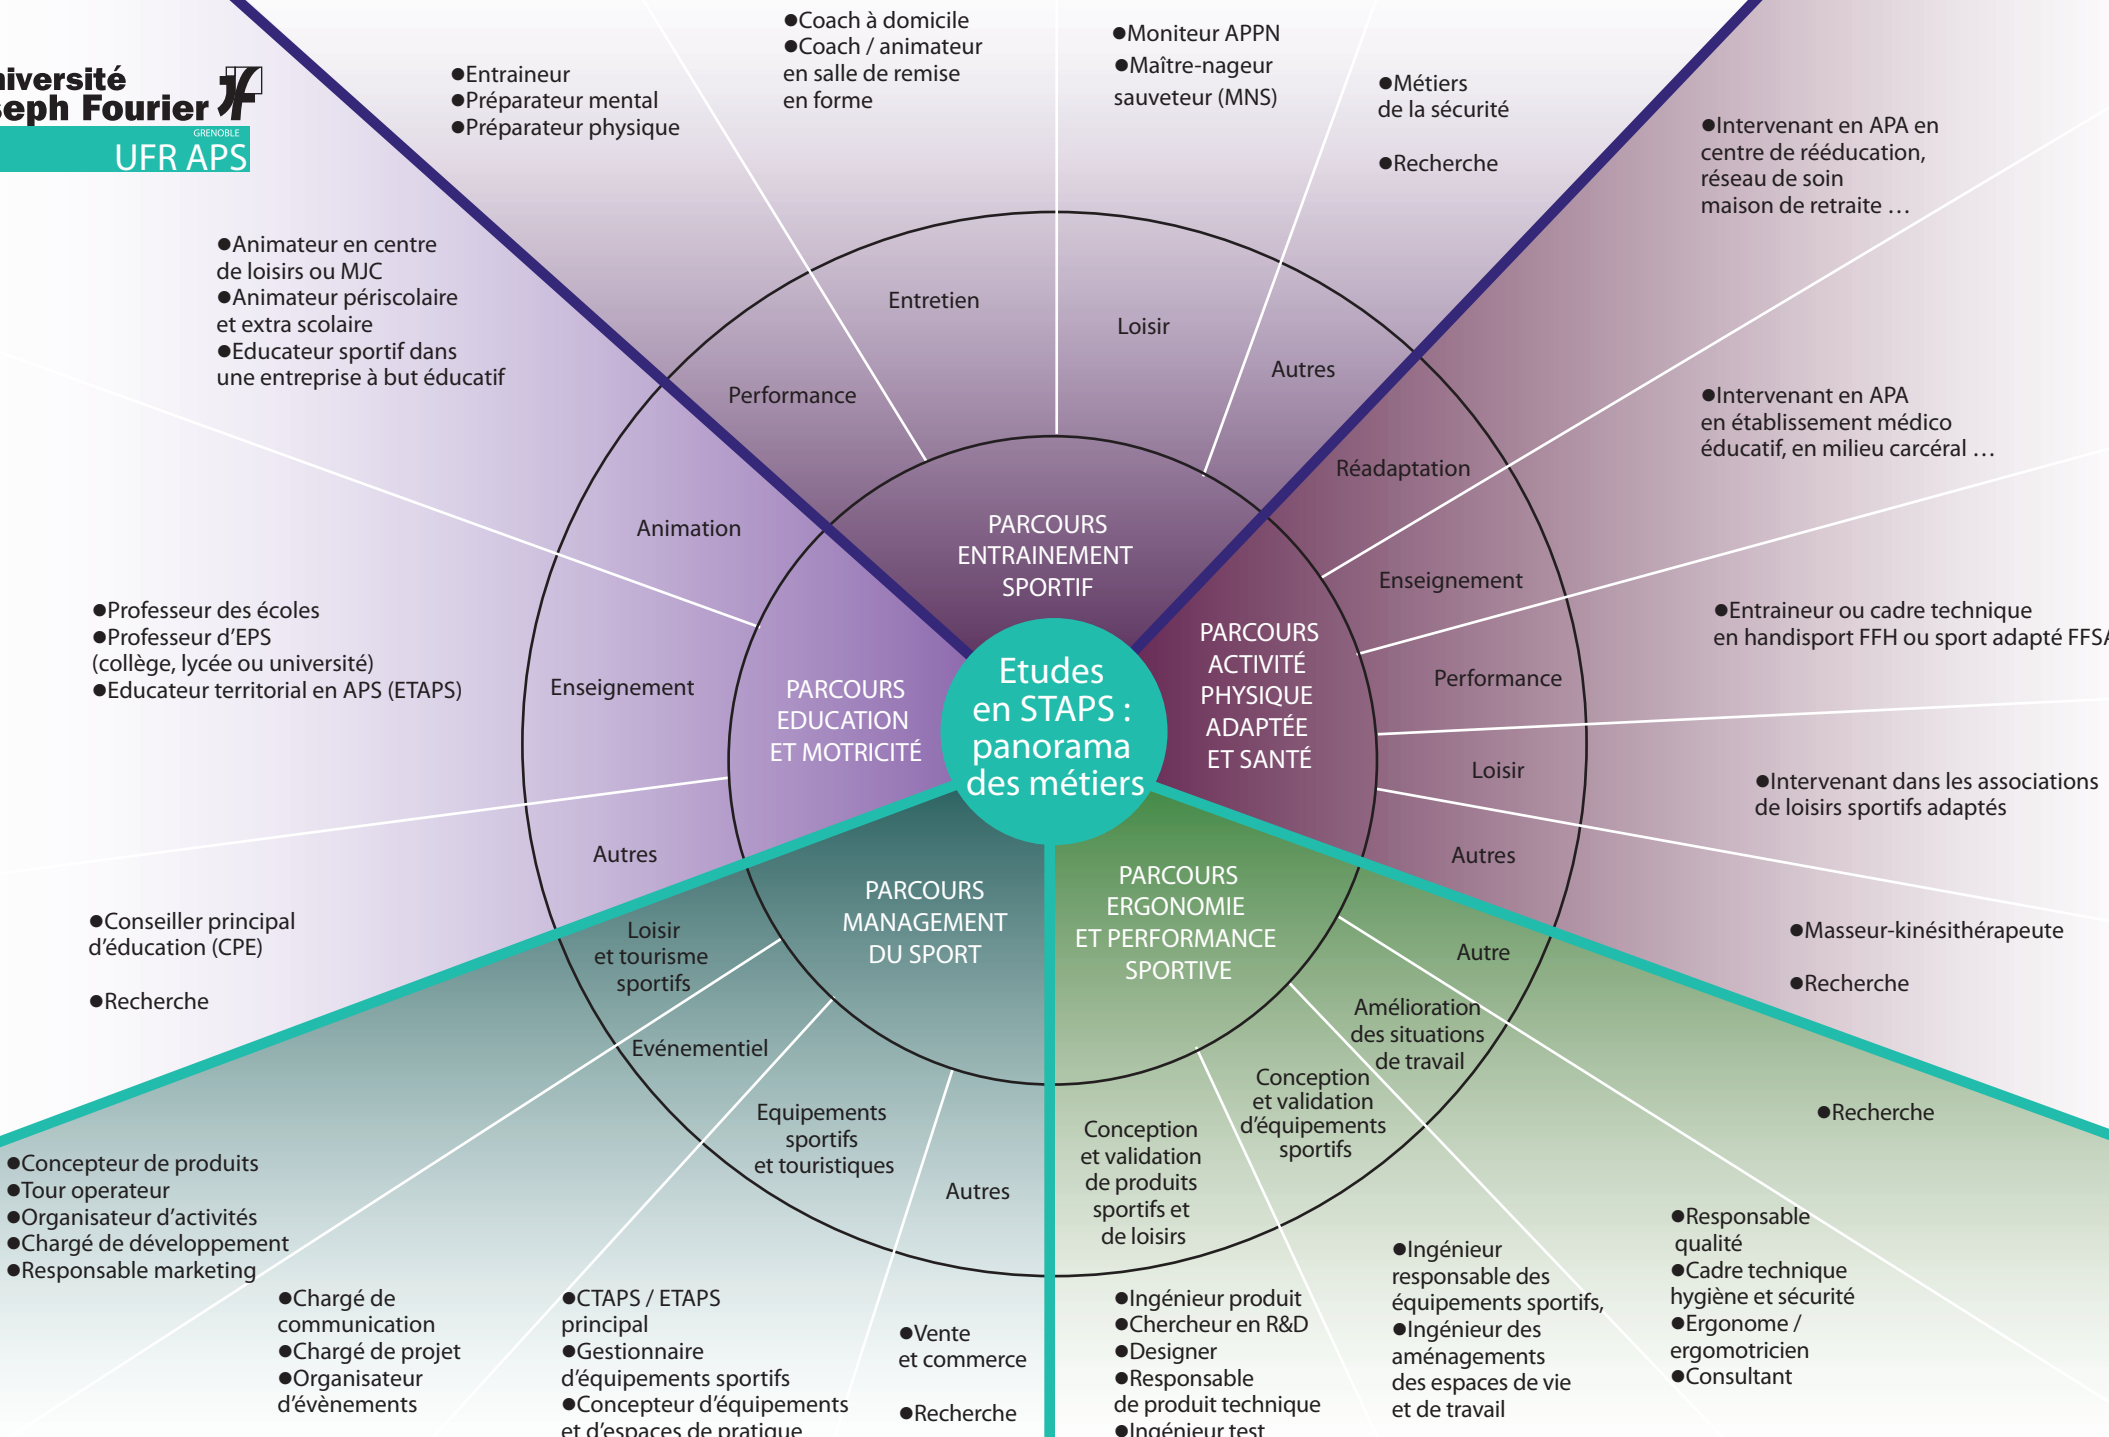 GRENOBLE
UFR APS
●Entraineur
●Préparateur mental
●Préparateur physique
●Coach à domicile
●Coach / animateur
en salle de remise
en forme
●Moniteur APPN
●Maître-nageur
sauveteur (MNS)
●Métiers
de la sécurité
●Recherche
Performance
Entretien
Loisir
Autres
PARCOURS
ENTRAINEMENT
SPORTIF
●Intervenant en APA en
centre de rééducation,
réseau de soin
maison de retraite …
●Intervenant en APA
en établissement médico
éducatif, en milieu carcéral …
●Entraineur ou cadre technique
en handisport FFH ou sport adapté FFSA
●Intervenant dans les associations
de loisirs sportifs adaptés
●Masseur-kinésithérapeute
●Recherche
Réadaptation
Enseignement
Performance
Loisir
Autres
PARCOURS
ACTIVITÉ
PHYSIQUE
ADAPTÉE
ET SANTÉ
●Animateur en centre
de loisirs ou MJC
●Animateur périscolaire
et extra scolaire
●Educateur sportif dans
une entreprise à but éducatif
●Professeur des écoles
●Professeur d’EPS
(collège, lycée ou université)
●Educateur territorial en APS (ETAPS)
●Conseiller principal
d’éducation (CPE)
●Recherche
Animation
Enseignement
Autres
PARCOURS
EDUCATION
ET MOTRICITÉ
Etudes
en STAPS :
panorama
des métiers
PARCOURS
MANAGEMENT
DU SPORT
Loisir
et tourisme
sportifs
Evénementiel
Equipements
sportifs
et touristiques
Autres
●Concepteur de produits
●Tour operateur
●Organisateur d’activités
●Chargé de développement
●Responsable marketing
●Chargé de
communication
●Chargé de projet
●Organisateur
d’évènements
●CTAPS / ETAPS
principal
●Gestionnaire
d’équipements sportifs
●Concepteur d’équipements
et d’espaces de pratique
●Vente
et commerce
●Recherche
PARCOURS
ERGONOMIE
ET PERFORMANCE
SPORTIVE
Autre
Amélioration
des situations
de travail
Conception
et validation
d’équipements
sportifs
Conception
et validation
de produits
sportifs et
de loisirs
●Ingénieur produit
●Chercheur en R&D
●Designer
●Responsable
de produit technique
●Ingénieur test
●Ingénieur
responsable des
équipements sportifs,
●Ingénieur des
aménagements
des espaces de vie
et de travail
●Responsable
qualité
●Cadre technique
hygiène et sécurité
●Ergonome /
ergomotricien
●Consultant
●Recherche